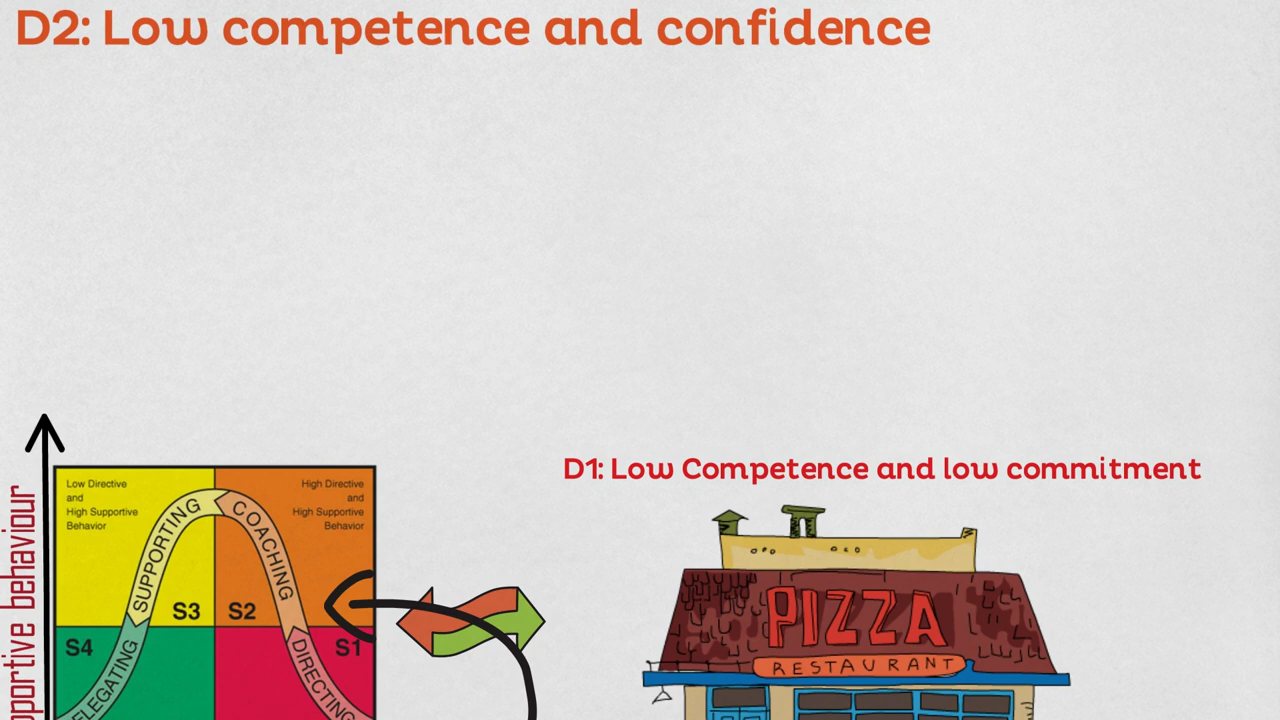 D2: Low competence and confidence
D1: Low Competence and low commitment
Low Directive
and
High Supportive
Behavior
High Directive
and
High Supportive
Behavior
SUPPORTING
COACHING
S3
S2
S4
S1
DIRECTING
behaviour
PIZZA
RESTAURANT